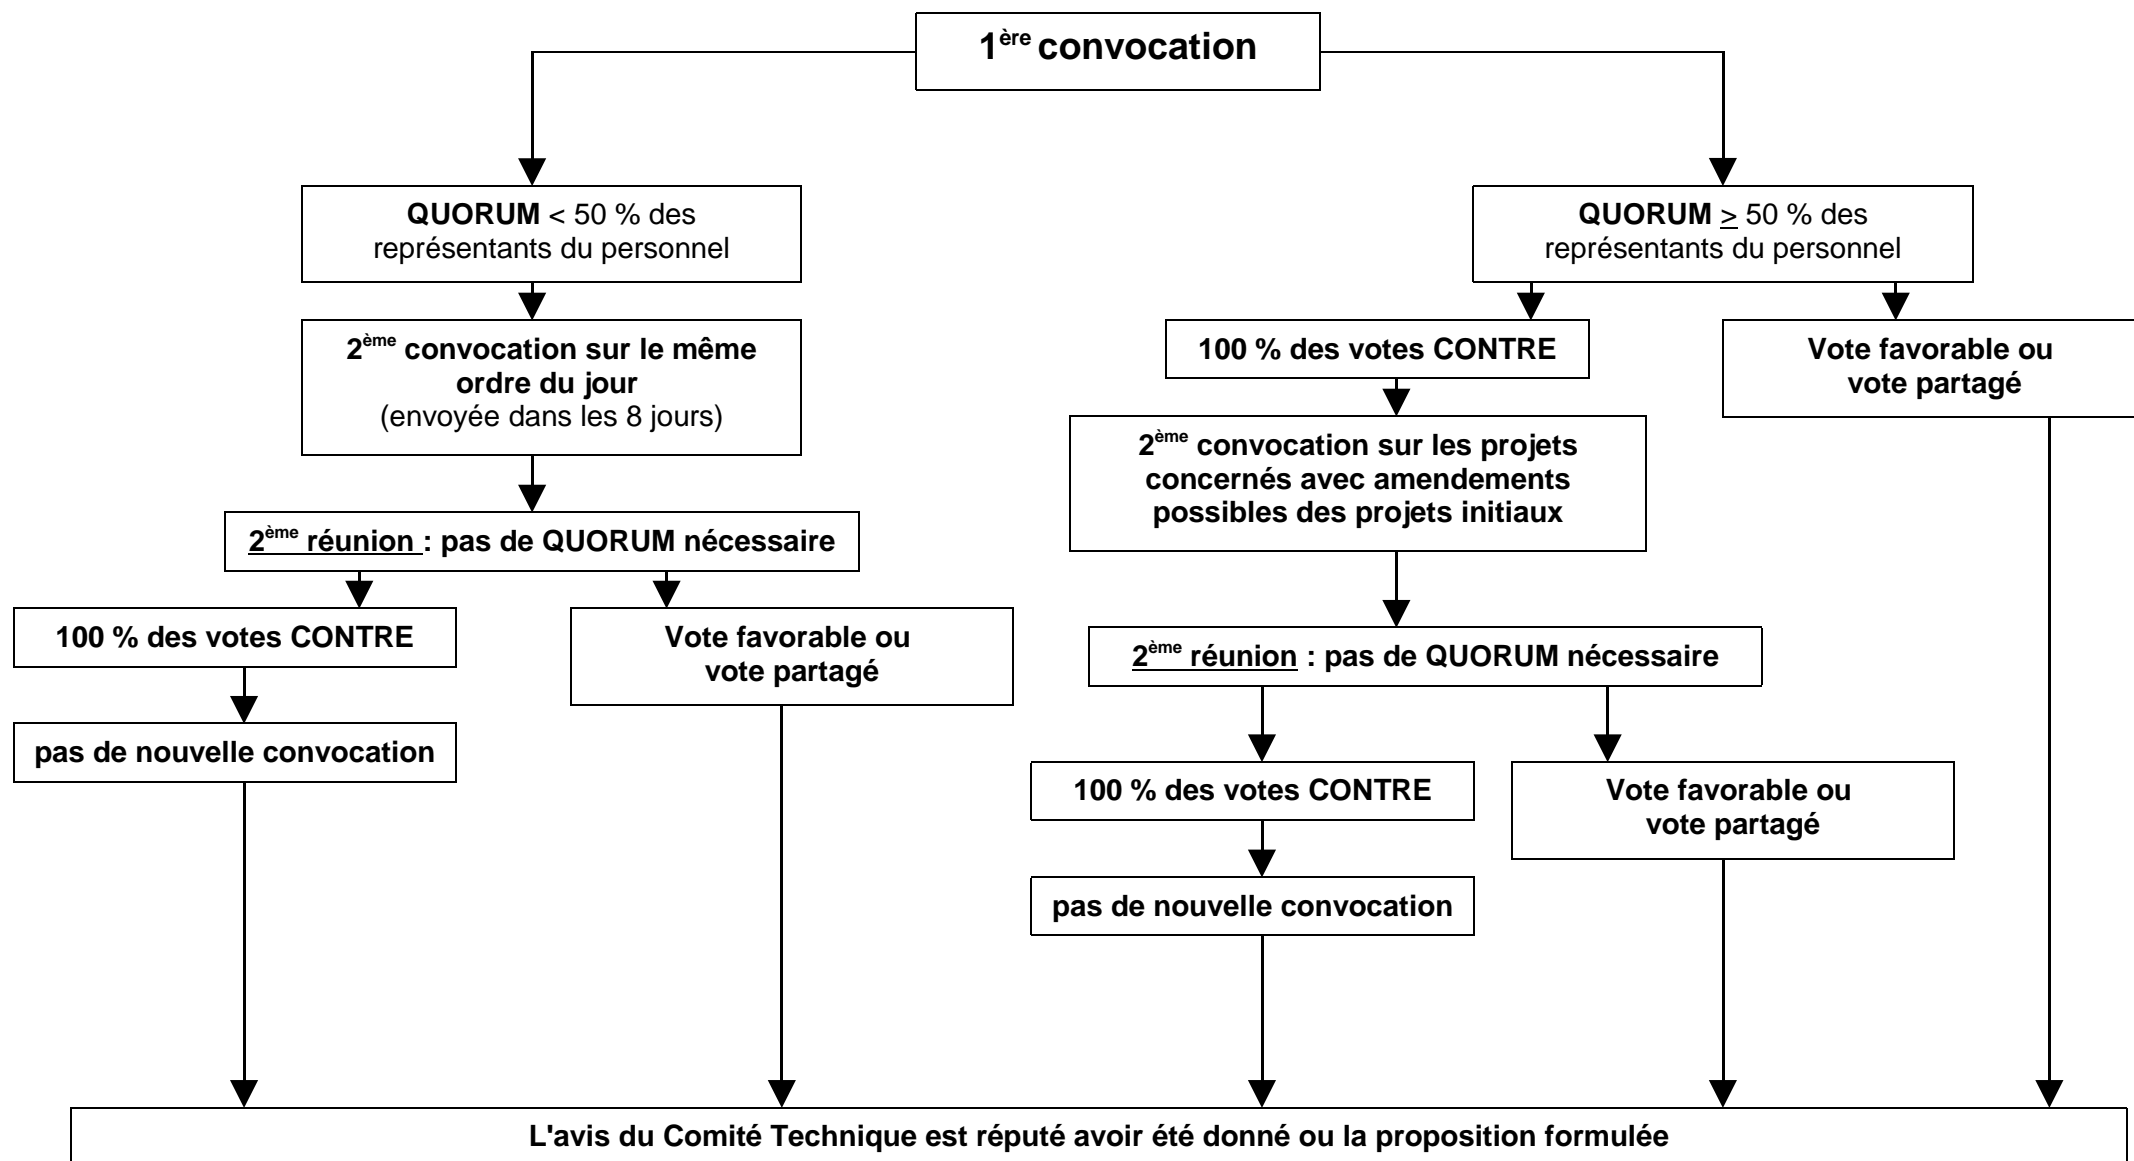 1ère convocation
QUORUM < 50 % des
représentants du personnel
QUORUM ≥ 50 % des
représentants du personnel
2ème convocation sur le même
ordre du jour
(envoyée dans les 8 jours)
100 % des votes CONTRE
Vote favorable ou
vote partagé
2ème convocation sur les projets
concernés avec amendements
possibles des projets initiaux
2ème réunion : pas de QUORUM nécessaire
100 % des votes CONTRE
Vote favorable ou
vote partagé
2ème réunion : pas de QUORUM nécessaire
pas de nouvelle convocation
100 % des votes CONTRE
Vote favorable ou
vote partagé
pas de nouvelle convocation
L'avis du Comité Technique est réputé avoir été donné ou la proposition formulée